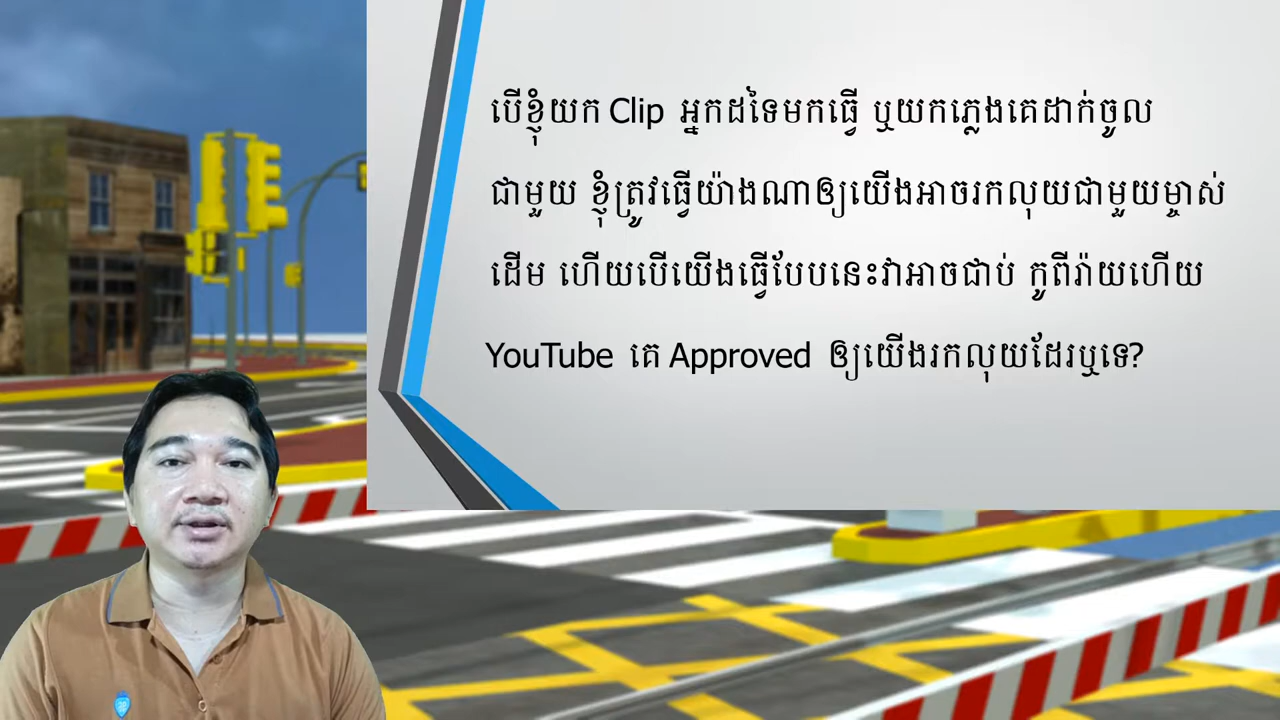 បើខ្ញុំយក Clip អ្នកដទៃមកធ្វើ ឬយកភ្លេងគេដាក់ចូល
ជាមួយ ខ្ញុំត្រូវធ្វើយ៉ាងណាឲ្យយើងអាចរកលុយជាមួយម្ចាស់
ដើម ហើយបើយើងធ្វើបែបនេះវាអាចជាប់ កូពីរ៉ាយហើយ
YouTube គេ Approved ឲ្យយើងរកលុយដែរឬទេ?